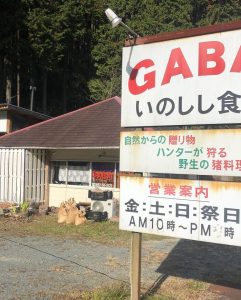 GABA
いのしし食
自然からの贈り物
ハンターが狩る
野生の猪料理
営業案内
金:土:日:祭日
AM10時〜PM 時